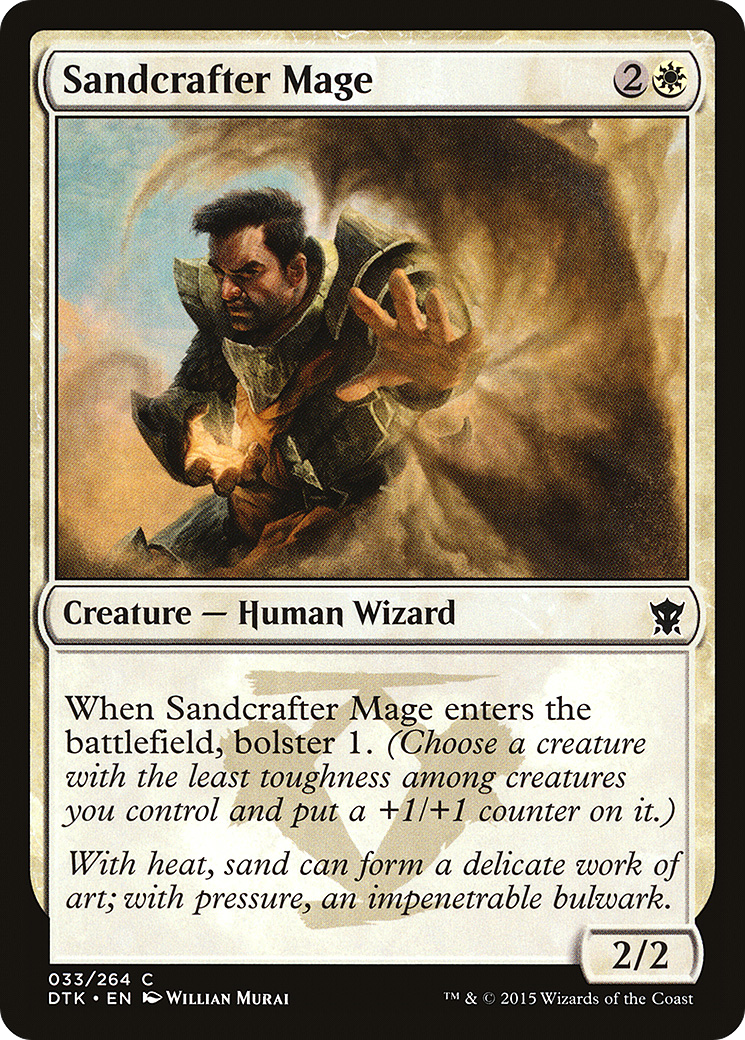 Sandcrafter Mage 2
Creature — Human Wizard
When Sandcrafter Mage enters the
battlefield, bolster 1. (Choose a creature
with the least toughness among creatures
you control and put a +1/+1 counter on it.)
With heat, sand can form a delicate work of
art; with pressure, an impenetrable bulwark.
2/2
033/264 C
DTK • EN Willian Murai
™ & © 2015 Wizards of the Coast